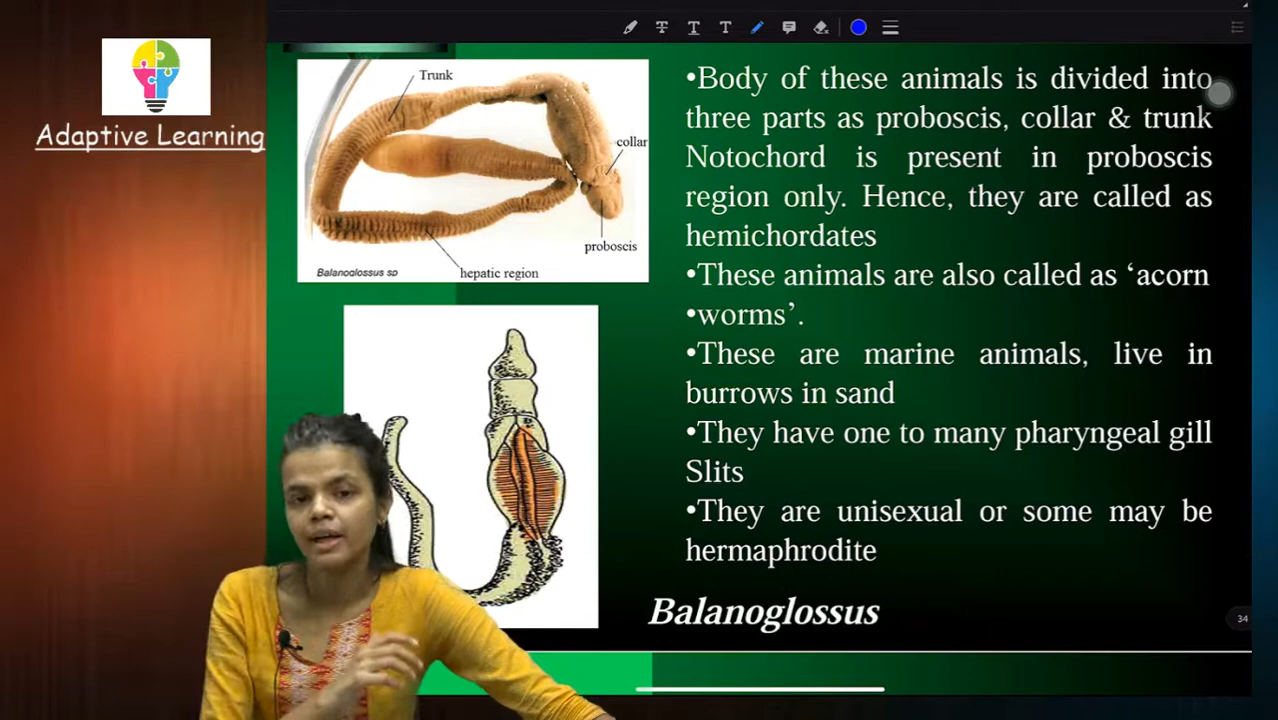 Adaptive Learning
Trunk
collar
proboscis
hepatic region
Balanoglossus sp
•Body of these animals is divided into
three parts as proboscis, collar & trunk
Notochord is present in proboscis
region only. Hence, they are called as
hemichordates
•These animals are also called as ‘acorn
•worms’.
•These are marine animals, live in
burrows in sand
•They have one to many pharyngeal gill
Slits
•They are unisexual or some may be
hermaphrodite
Balanoglossus
34